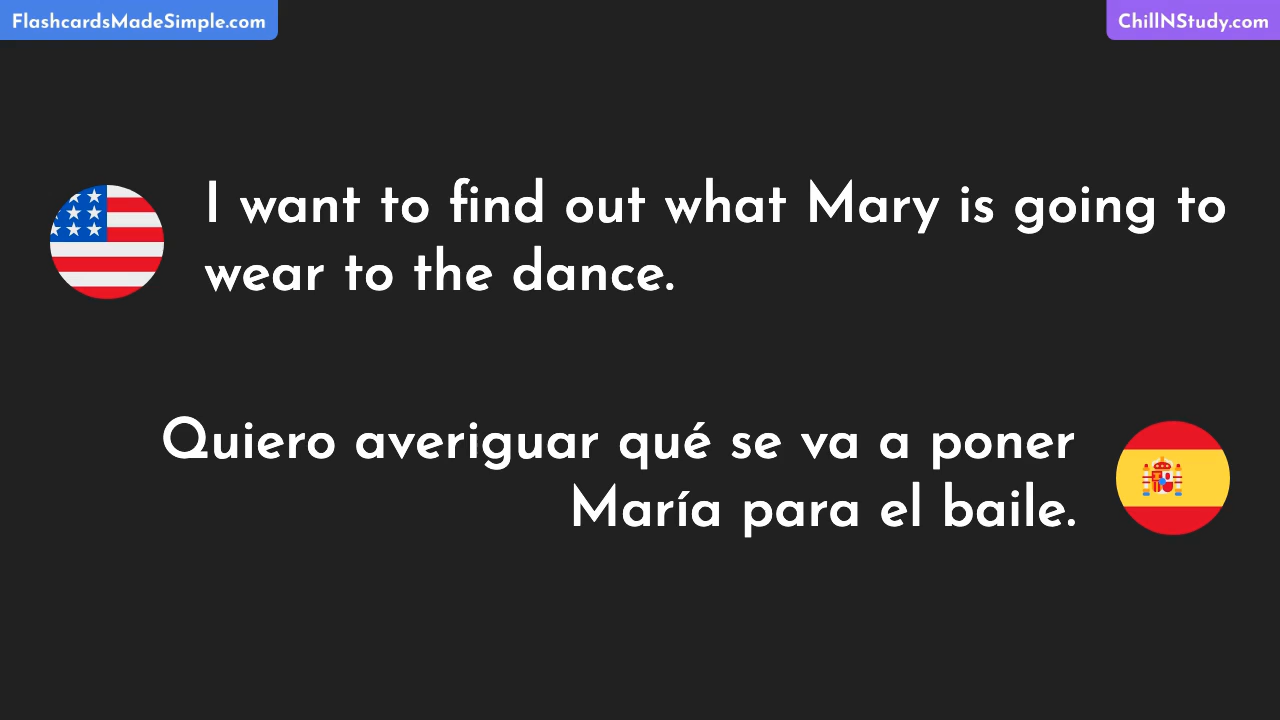 FlashcardsMadeSimple.com
ChillNStudy.com
I want to find out what Mary is going to
wear to the dance.
Quiero averiguar qué se va a poner
María para el baile.